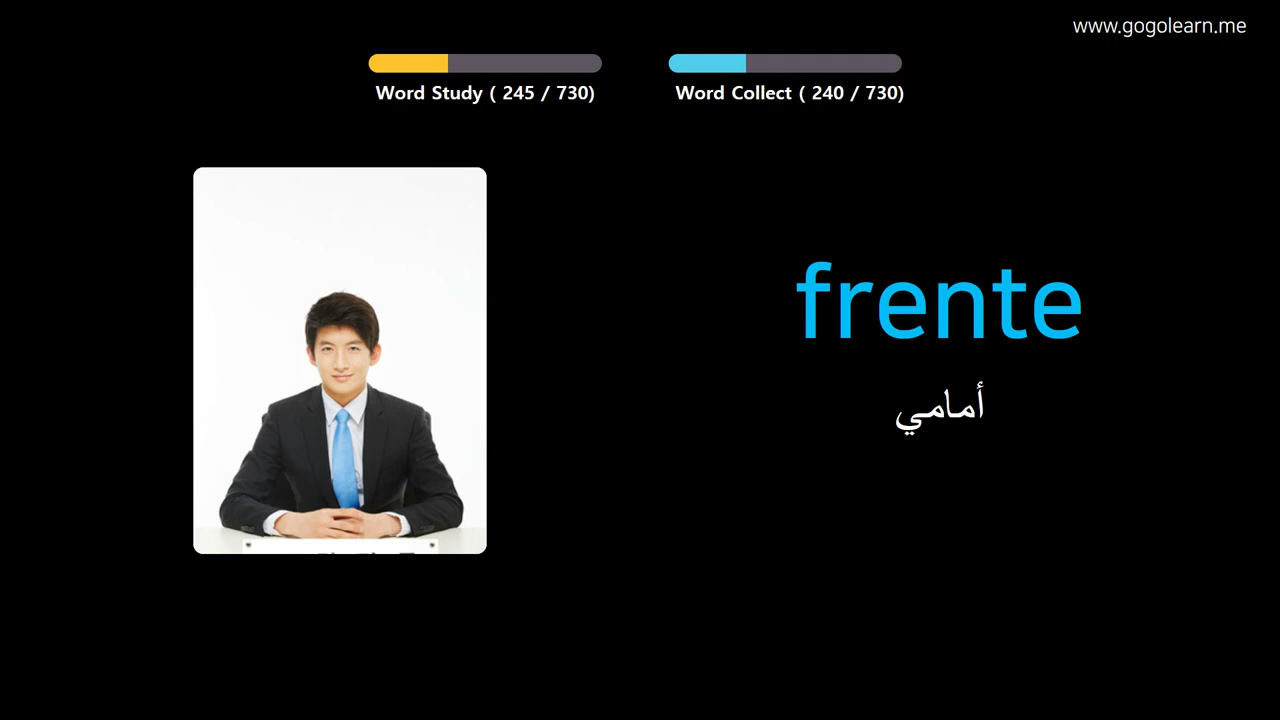 www.gogolearn.me
Word Study ( 245 / 730)
Word Collect ( 240 / 730)
frente
أمامي